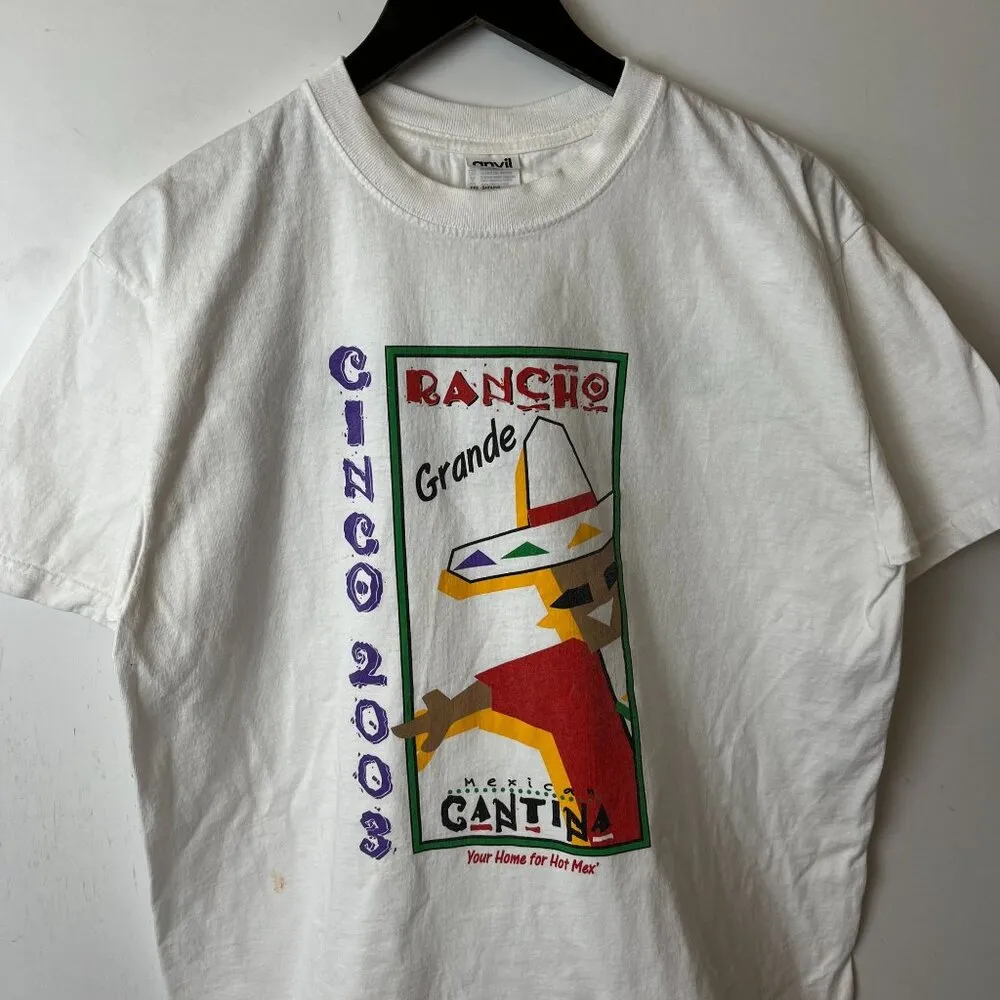 anvil
CINCO 2003
RANCHO
Grande
Mexican
CANTINA
Your Home for Hot Mex'